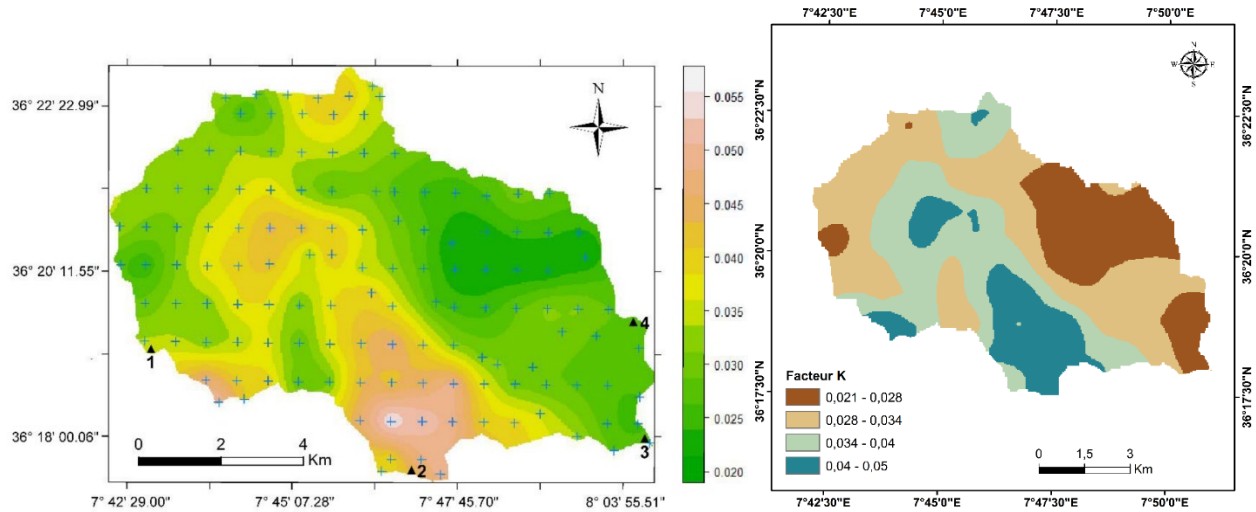 N
36° 22' 22.99"
36° 20' 11.55"
36° 18' 00.06"
1
2
3
4
0 2 4
Km
7° 42' 29.00" 7° 45' 07.28" 7° 47' 45.70" 8° 03' 55.51"
0.055
0.050
0.045
0.040
0.035
0.030
0.025
0.020
7°42'30"E 7°45'0"E 7°47'30"E 7°50'0"E
N
W E
S
36°22'30"N 36°22'30"N
36°20'0"N 36°20'0"N
36°17'30"N 36°17'30"N
Facteur K
0,021 - 0,028
0,028 - 0,034
0,034 - 0,04
0,04 - 0,05
0 1,5 3
Km
7°42'30"E 7°45'0"E 7°47'30"E 7°50'0"E